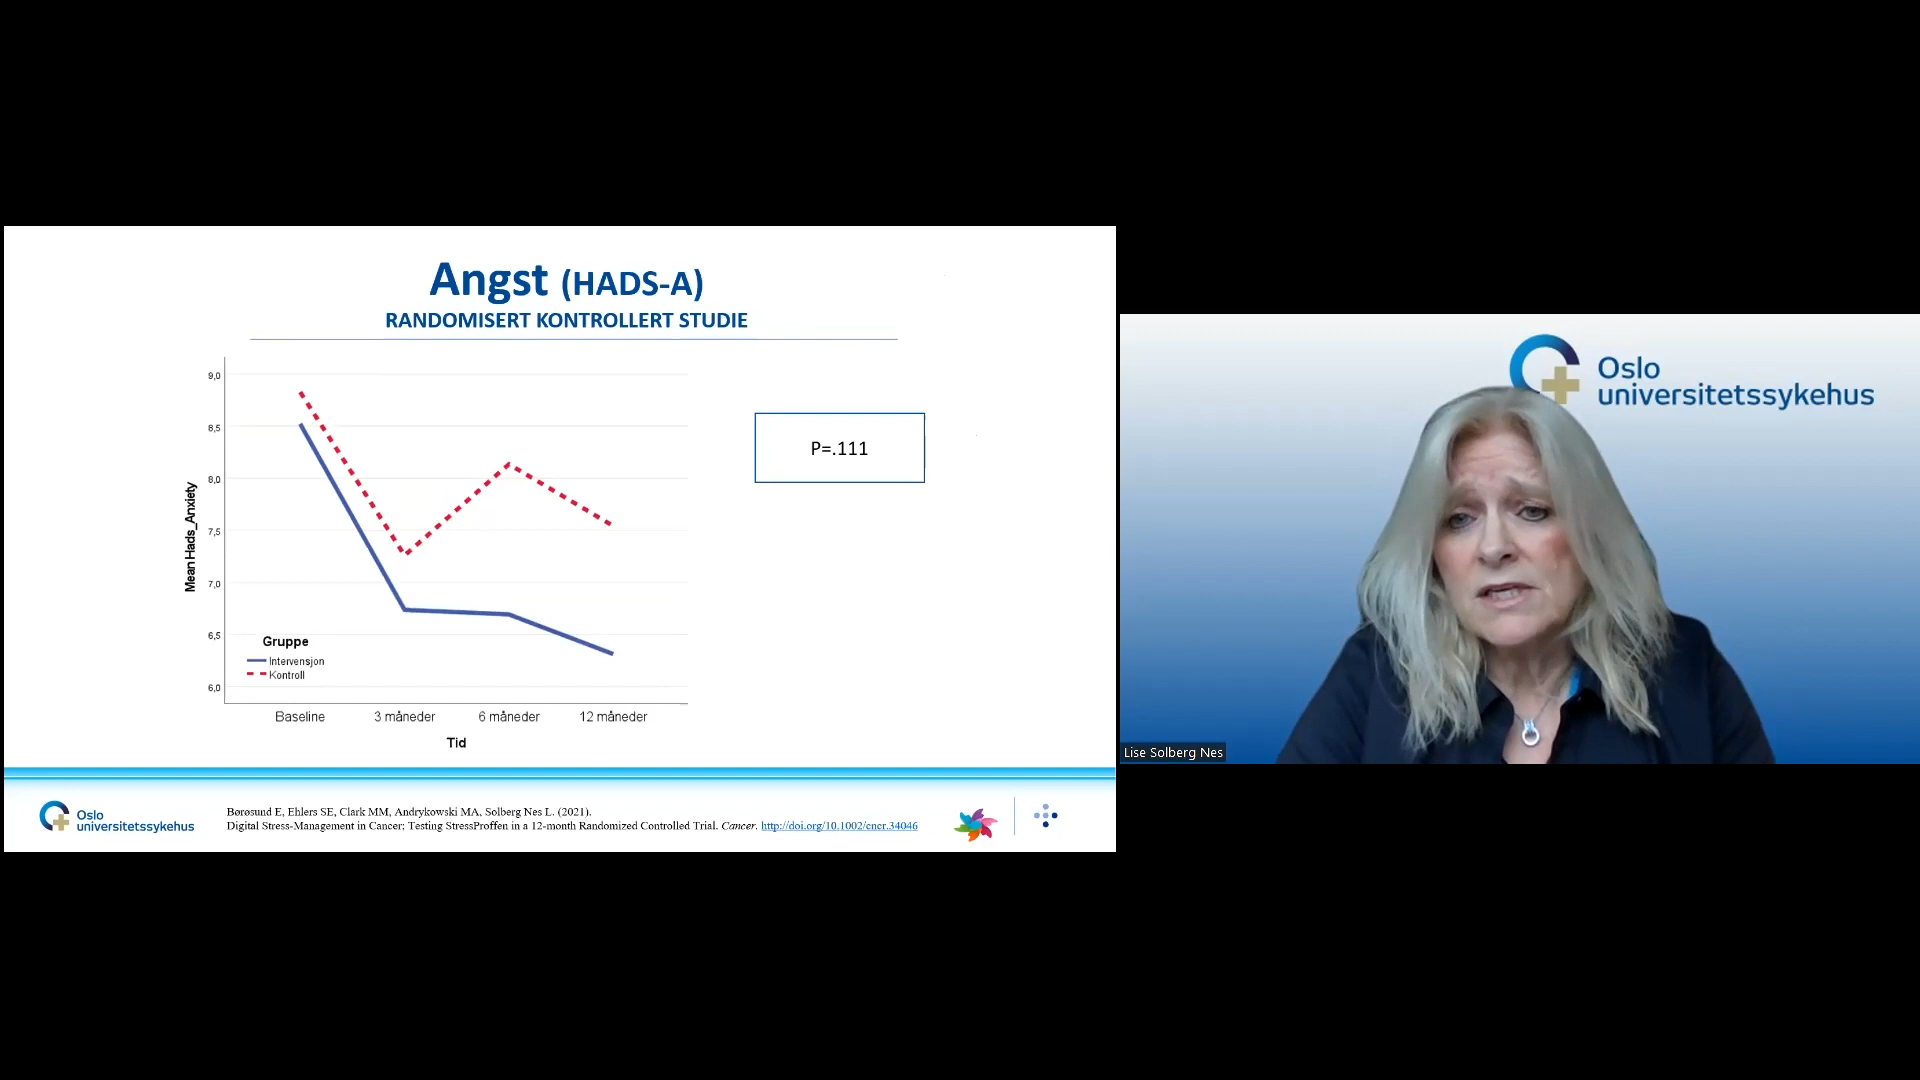 Angst (HADS-A)
RANDOMISERT KONTROLLERT STUDIE
Mean Hads_Anxiety
9,0
8,5
8,0
7,5
7,0
6,5
6,0
Gruppe
Intervensjon
Kontroll
Baseline
3 måneder
6 måneder
12 måneder
Tid
P=.111
Oslo
universitetssykehus
Børøsund E, Ehlers SE, Clark MM, Andrykowski MA, Solberg Nes L. (2021).
Digital Stress-Management in Cancer: Testing StressProffen in a 12-month Randomized Controlled Trial. Cancer. http://doi.org/10.1002/cncr.34046
Oslo
universitetssykehus
Lise Solberg Nes